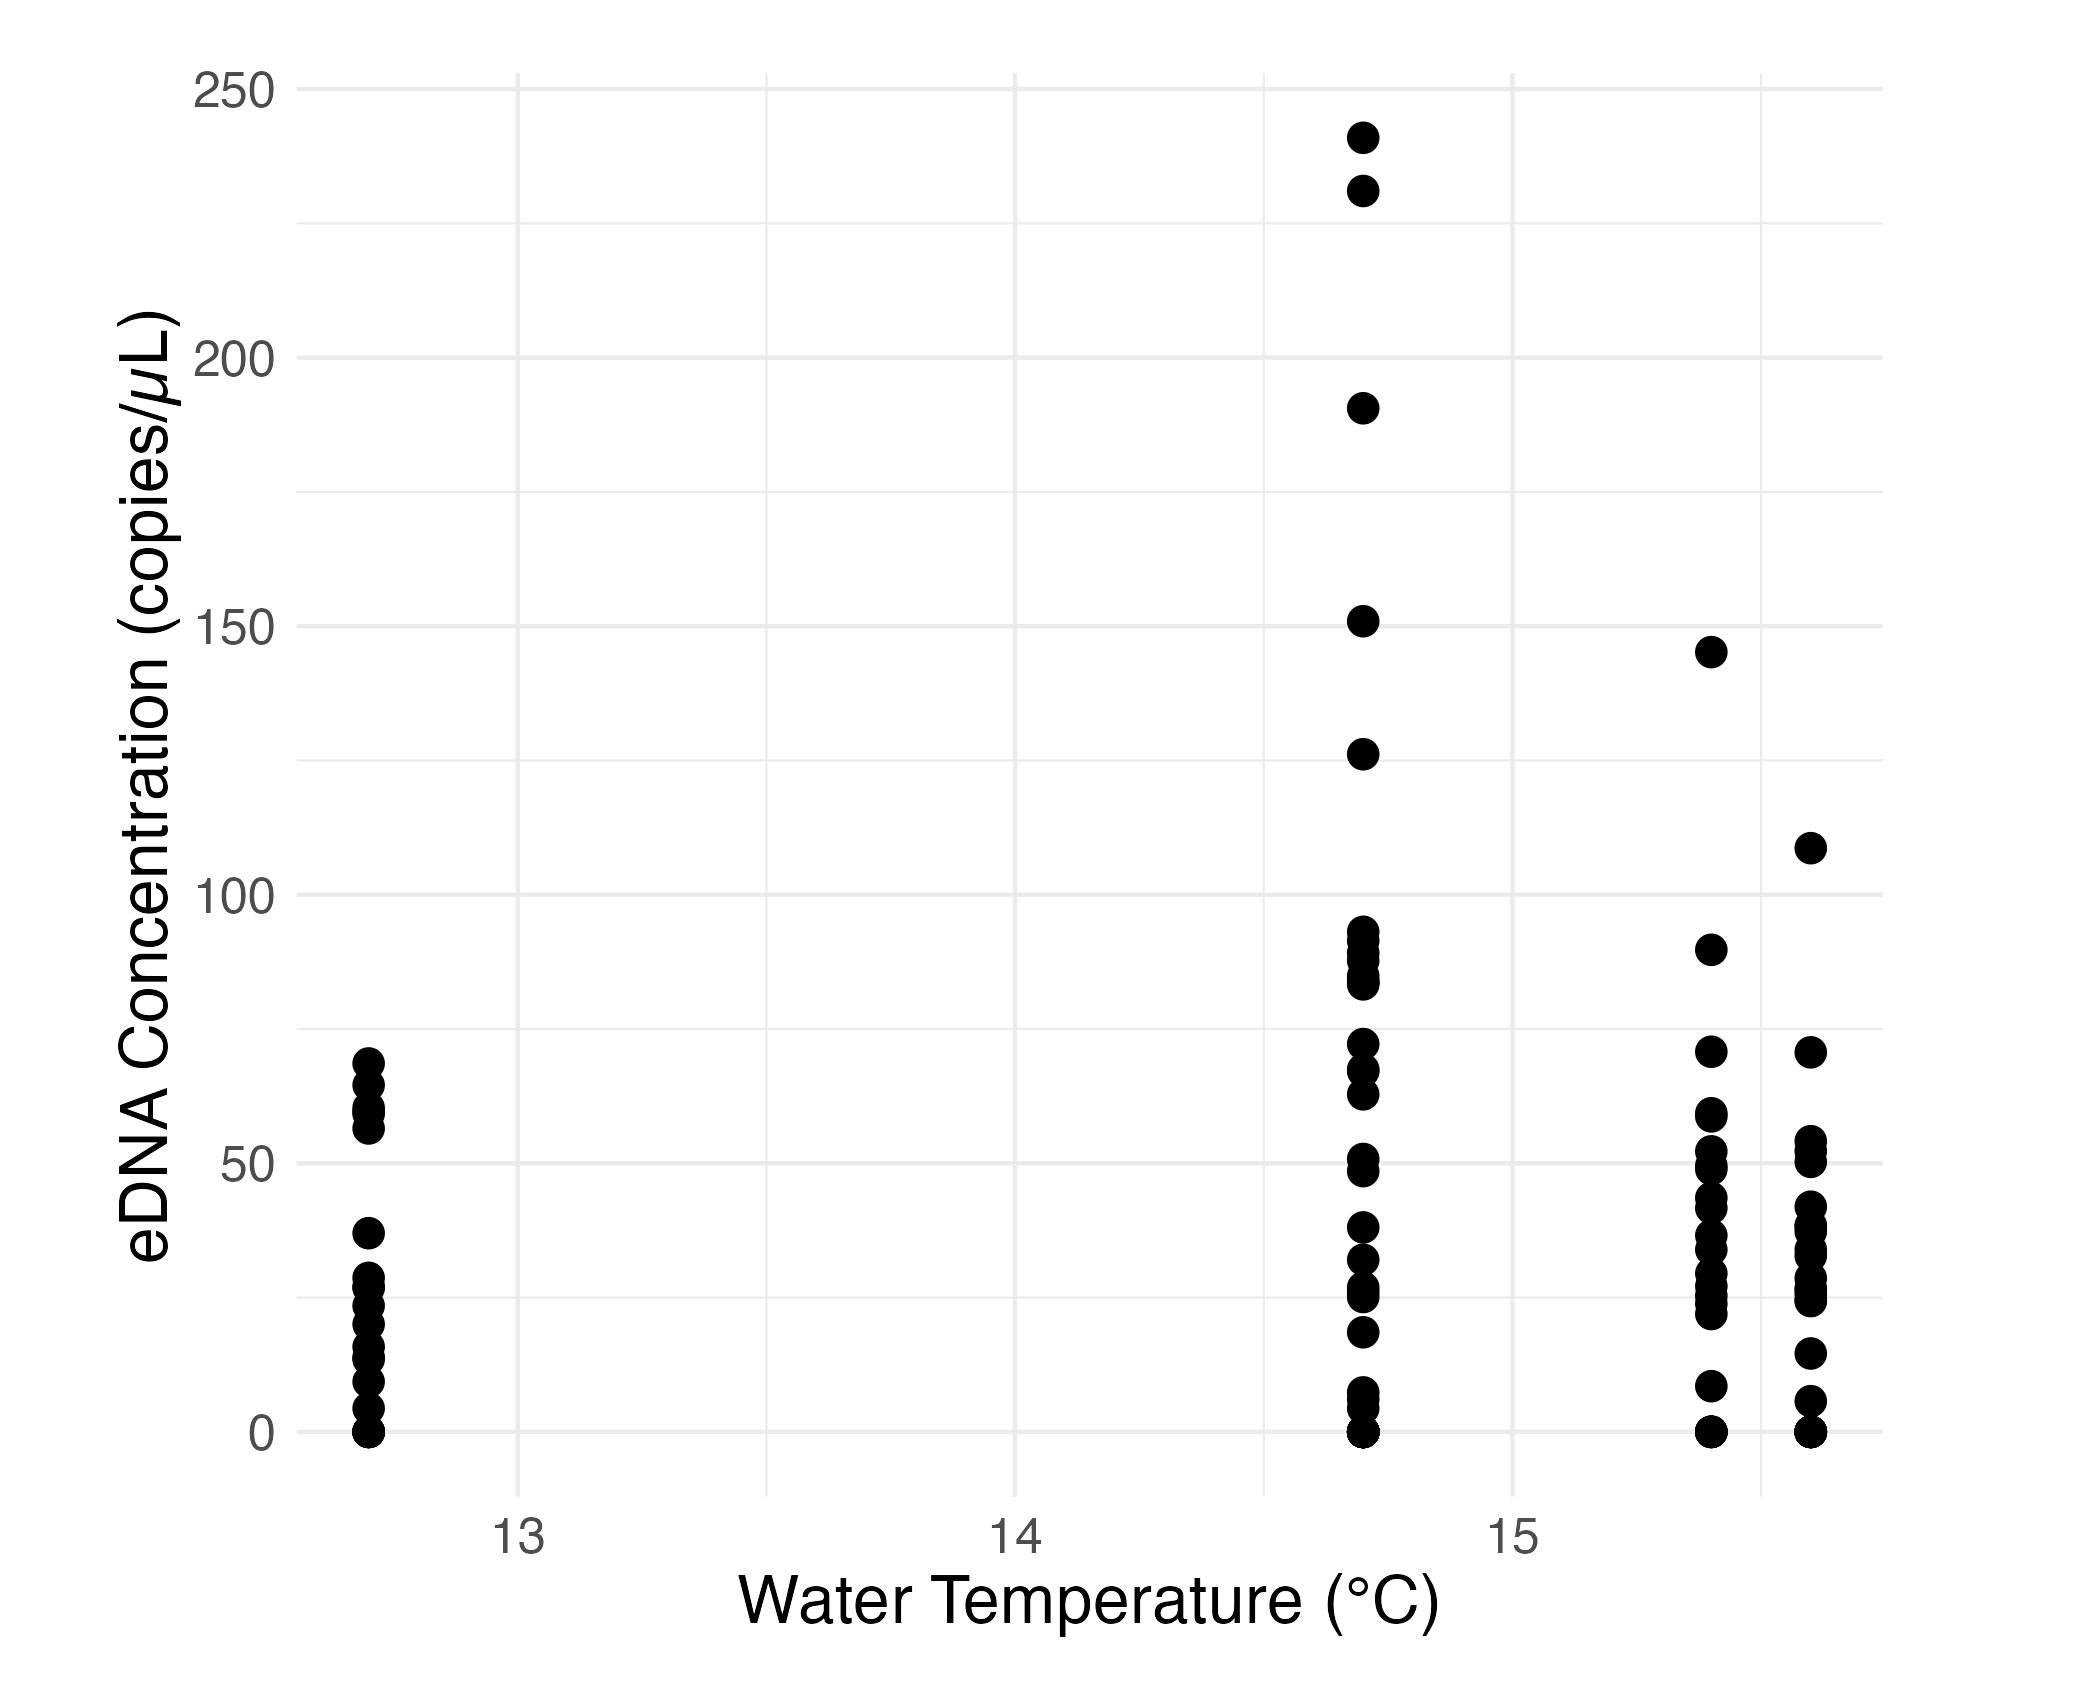 250
200
150
100
50
0
eDNA Concentration (copies/μL)
13 14 15
Water Temperature (°C)